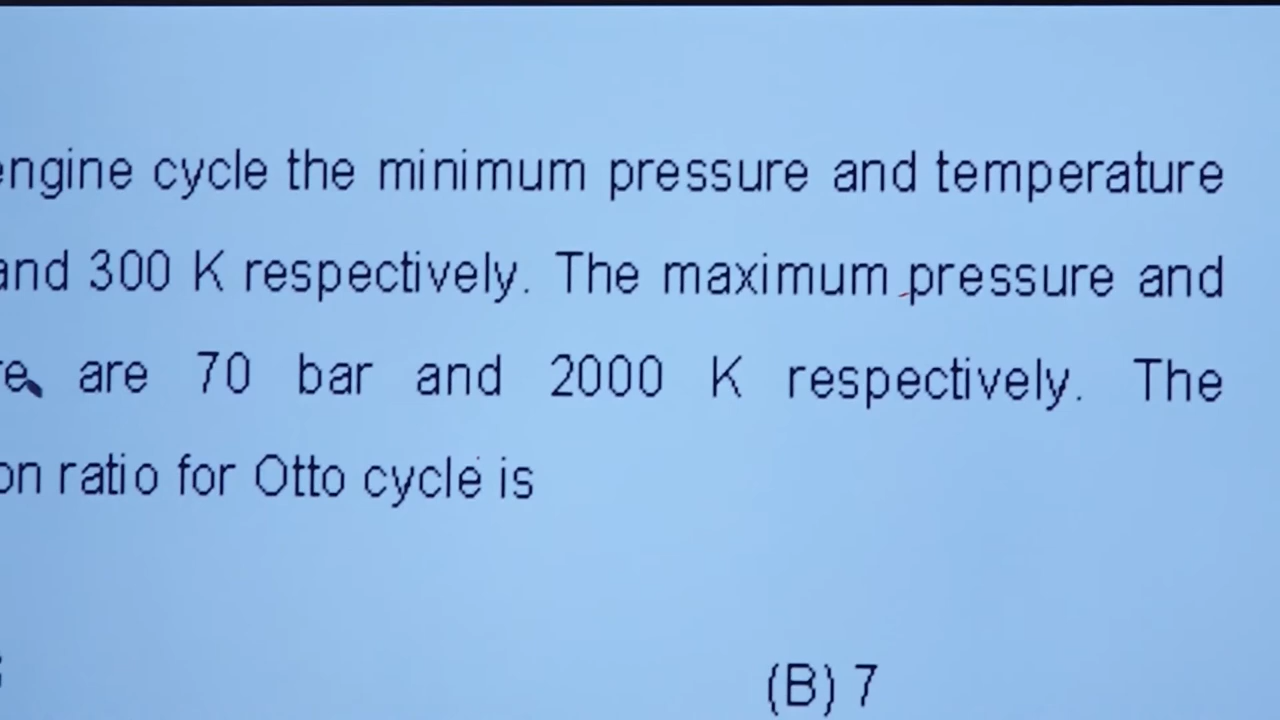 engine cycle the minimum pressure and temperature
and 300 K respectively. The maximum pressure and
are 70 bar and 2000 K respectively. The
ratio for Otto cycle is
(B) 7